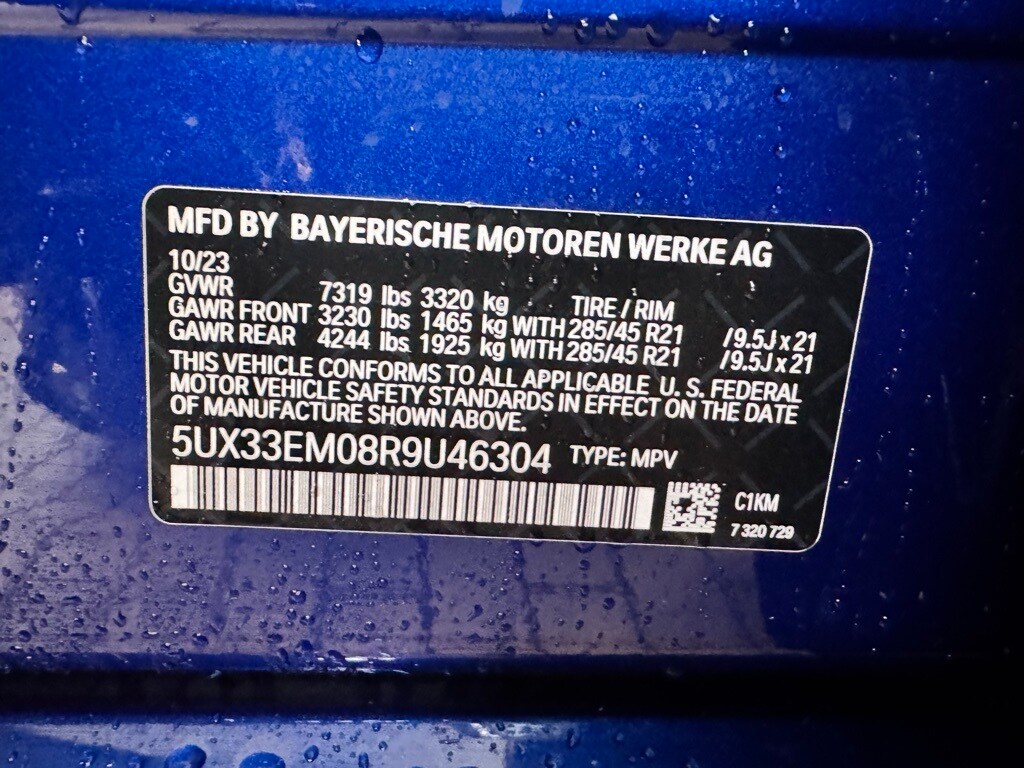 MFD BY BAYERISCHE MOTOREN WERKE AG
10/23
GVWR 7319 lbs 3320 kg TIRE / RIM
GAWR FRONT 3230 lbs 1465 kg WITH 285/45 R21 /9.5J x 21
GAWR REAR 4244 lbs 1925 kg WITH 285/45 R21 /9.5J x 21
THIS VEHICLE CONFORMS TO ALL APPLICABLE U. S. FEDERAL
MOTOR VEHICLE SAFETY STANDARDS IN EFFECT ON THE DATE
OF MANUFACTURE SHOWN ABOVE.
5UX33EM08R9U46304 TYPE: MPV
C1KM
7 320 729